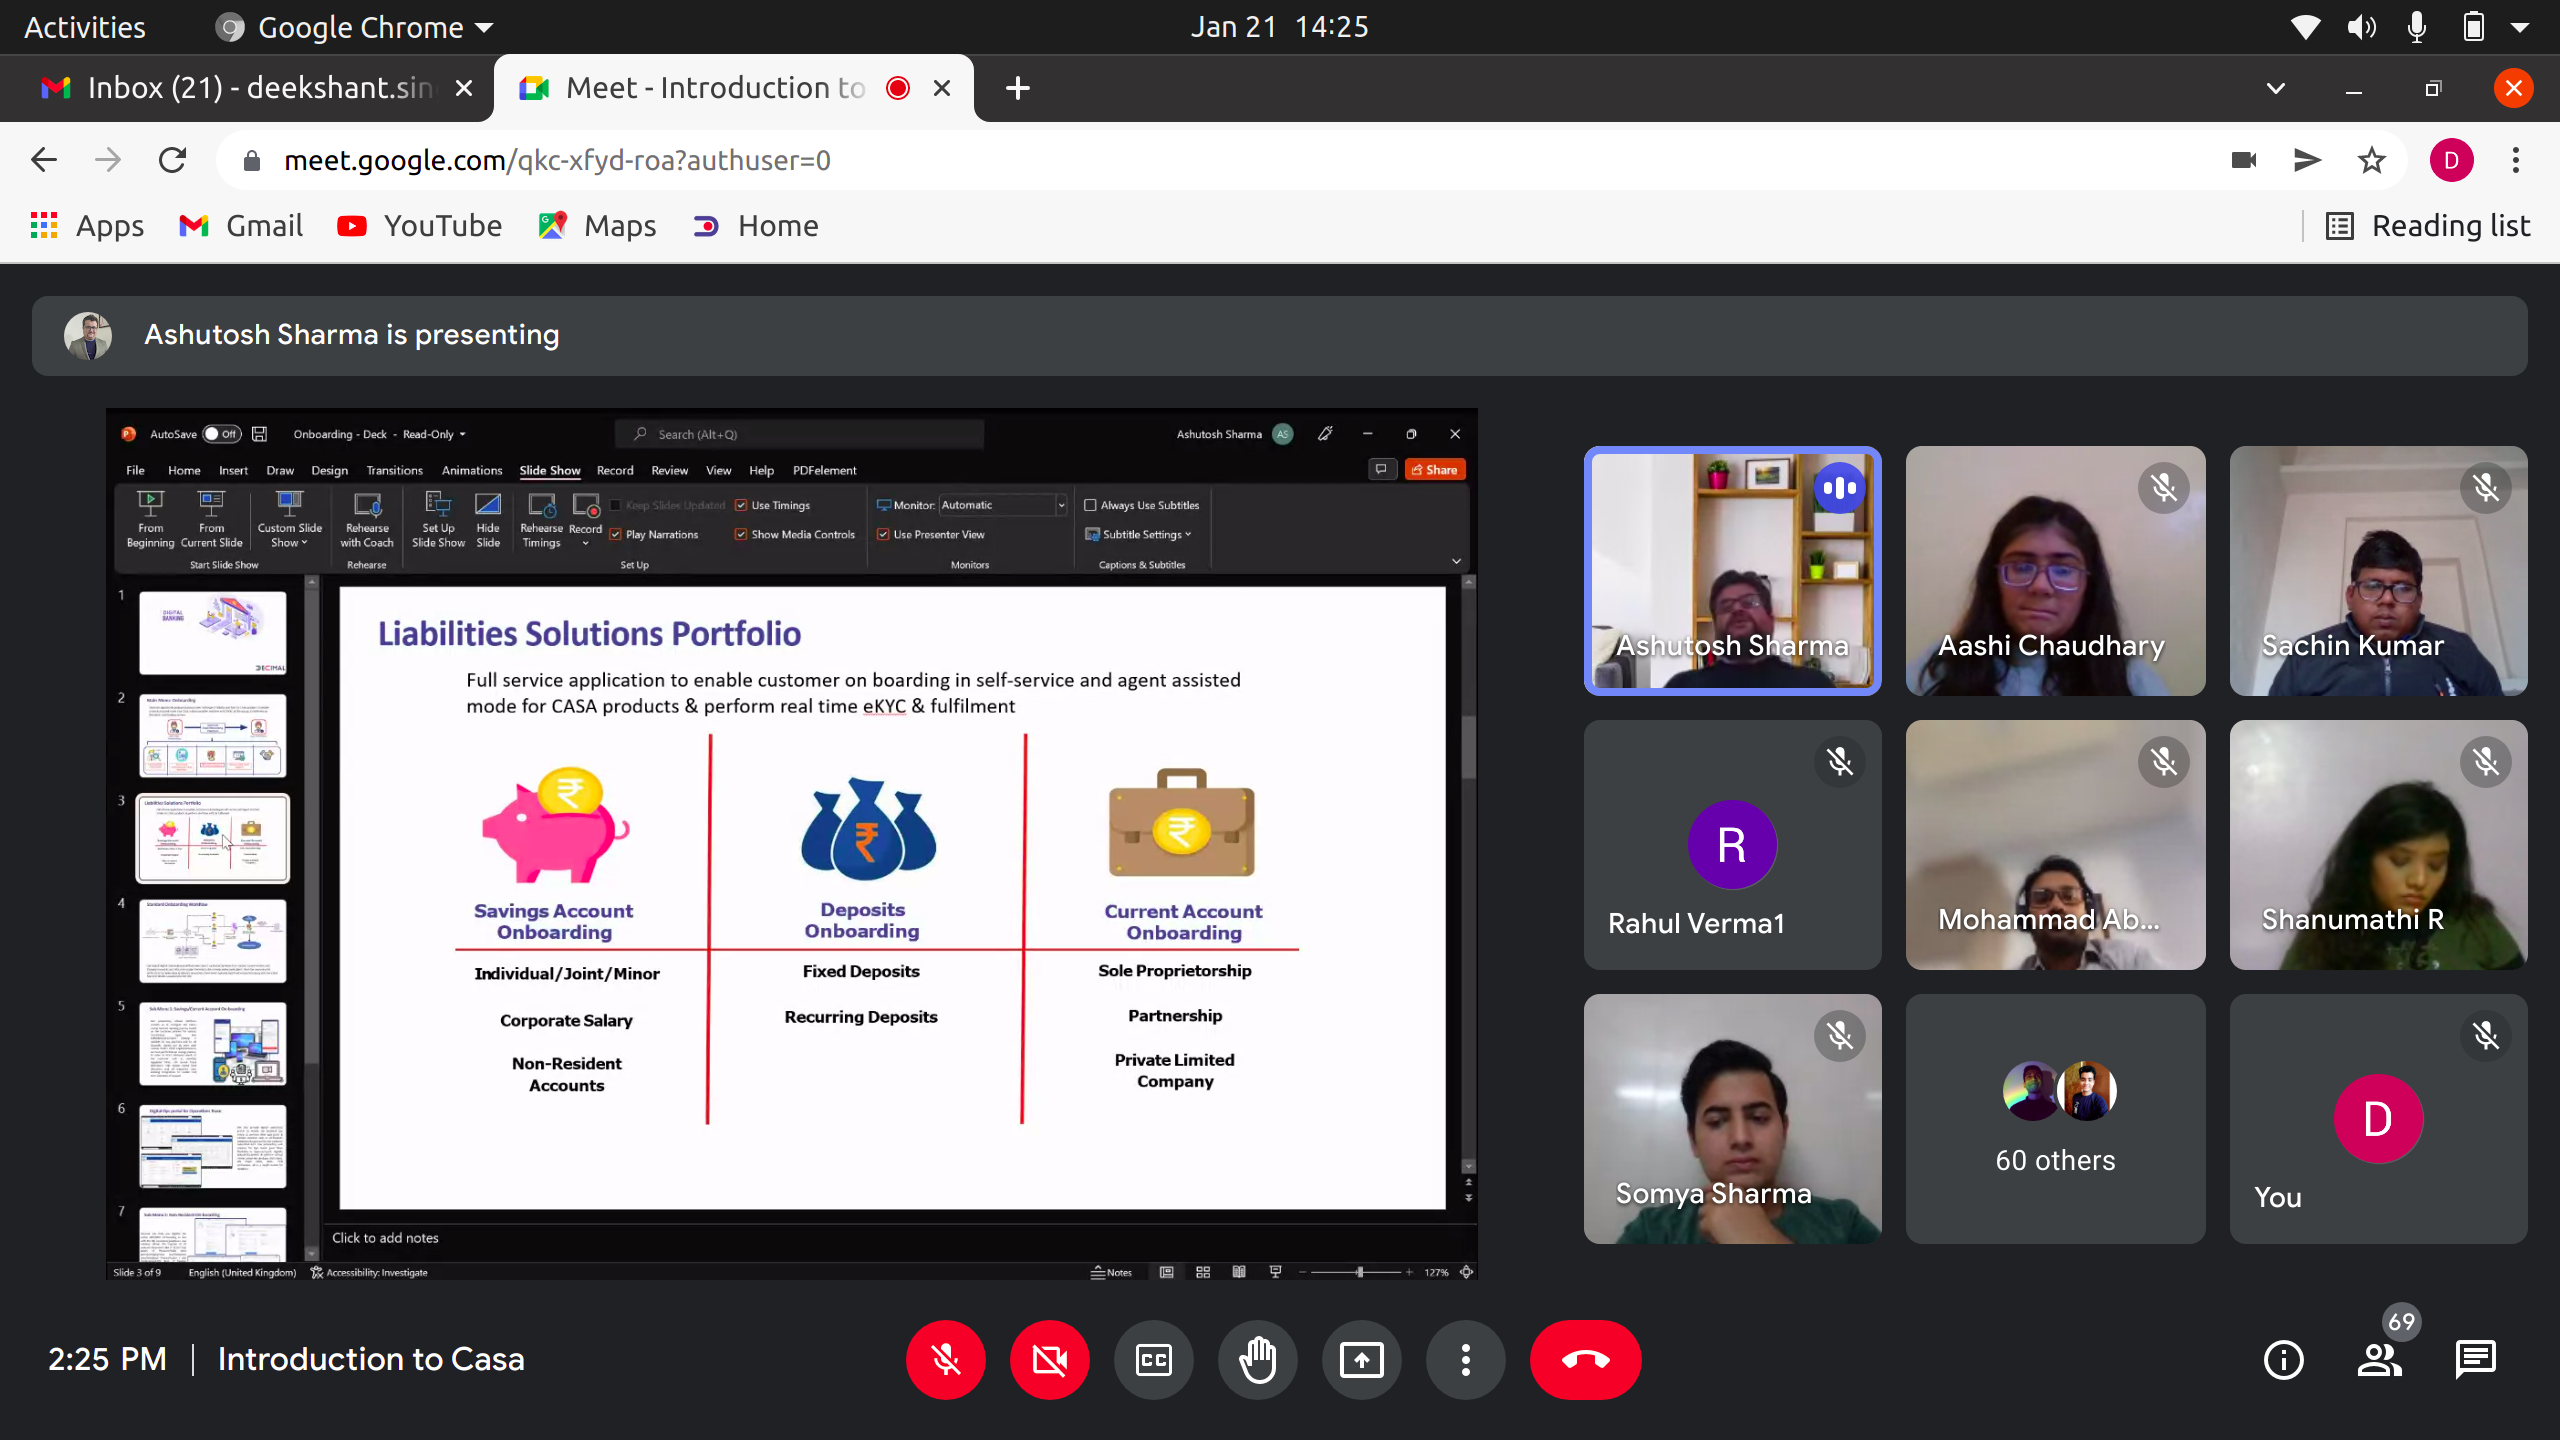 Activities
Google Chrome
Jan 21 14:25
Inbox (21) - deekshant.sin
Meet - Introduction to
meet.google.com/qkc-xfyd-roa?authuser=0
D
Apps
Gmail
YouTube
Maps
Home
Reading list
Ashutosh Sharma is presenting
AutoSave Off
Onboarding - Deck - Read-Only
Search (Alt+Q)
Ashutosh Sharma AS
File Home Insert Draw Design Transitions Animations Slide Show Record Review View Help PDFelement
Share
From Beginning
From Current Slide
Custom Slide Show
Start Slide Show
Rehearse with Coach
Rehearse
Set Up Slide Show
Hide Slide
Rehearse Timings
Record
Keep Slides Updated
Play Narrations
Use Timings
Show Media Controls
Set Up
Monitor: Automatic
Use Presenter View
Monitors
Always Use Subtitles
Subtitle Settings
Captions & Subtitles
1
DIGITAL
BANKING
DECIMAL
2
3
Liabilities Solutions Portfolio
4
Standard Onboarding Workflow
5
6
7
Liabilities Solutions Portfolio
Full service application to enable customer on boarding in self-service and agent assisted
mode for CASA products & perform real time eKYC & fulfilment
Savings Account
Onboarding
Individual/Joint/Minor
Corporate Salary
Non-Resident
Accounts
Deposits
Onboarding
Fixed Deposits
Recurring Deposits
Current Account
Onboarding
Sole Proprietorship
Partnership
Private Limited
Company
Click to add notes
Slide 3 of 9
English (United Kingdom)
Accessibility: Investigate
Notes
127%
Ashutosh Sharma
Aashi Chaudhary
Sachin Kumar
R
Rahul Verma1
Mohammad Ab...
Shanumathi R
Somya Sharma
60 others
D
You
2:25 PM
Introduction to Casa
CC
69